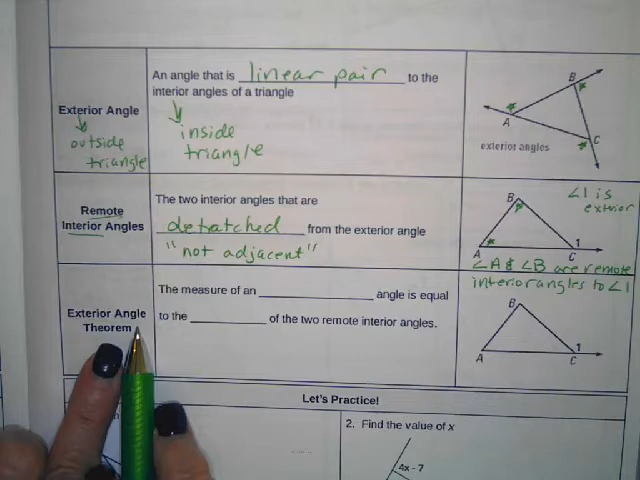 An angle that is linear pair to the
interior angles of a triangle
Exterior Angle
outside
triangle
inside
triangle
A
B
C
exterior angles
Remote
Interior Angles
The two interior angles that are
detatched from the exterior angle
"not adjacent"
∠1 is
exterior
B
A
C
1
∠A & ∠B are remote
interior angles to ∠1
Exterior Angle
Theorem
The measure of an ____________ angle is equal
to the ____________ of the two remote interior angles.
B
A
C
1
Let's Practice!
2. Find the value of x
4x - 7